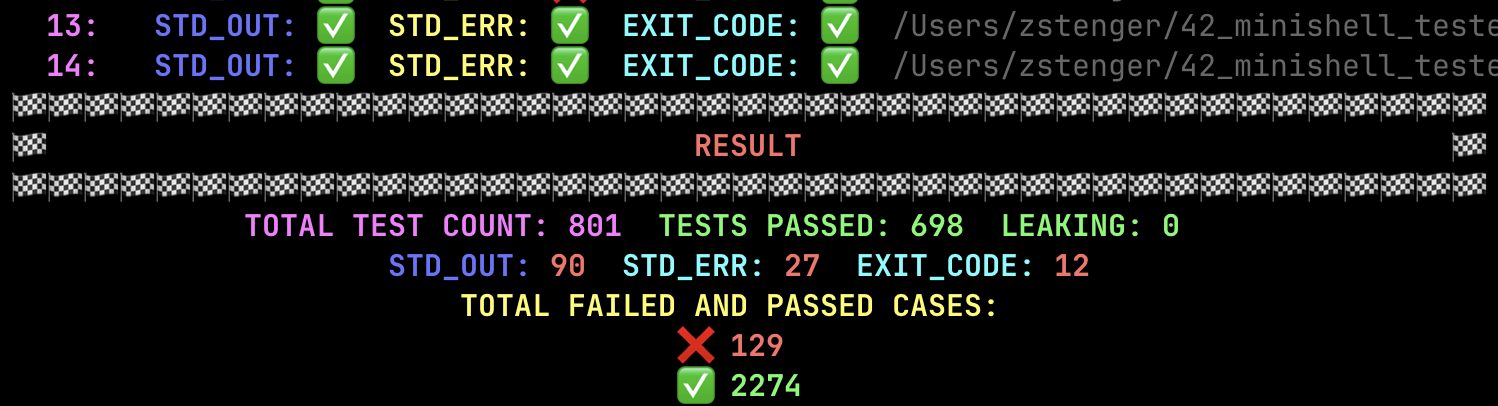 13: STD_OUT: ✅ STD_ERR: ✅ EXIT_CODE: ✅ /Users/zstenger/42_minishell_teste
14: STD_OUT: ✅ STD_ERR: ✅ EXIT_CODE: ✅ /Users/zstenger/42_minishell_teste
RESULT
TOTAL TEST COUNT: 801 TESTS PASSED: 698 LEAKING: 0
STD_OUT: 90 STD_ERR: 27 EXIT_CODE: 12
TOTAL FAILED AND PASSED CASES:
❌ 129
✅ 2274